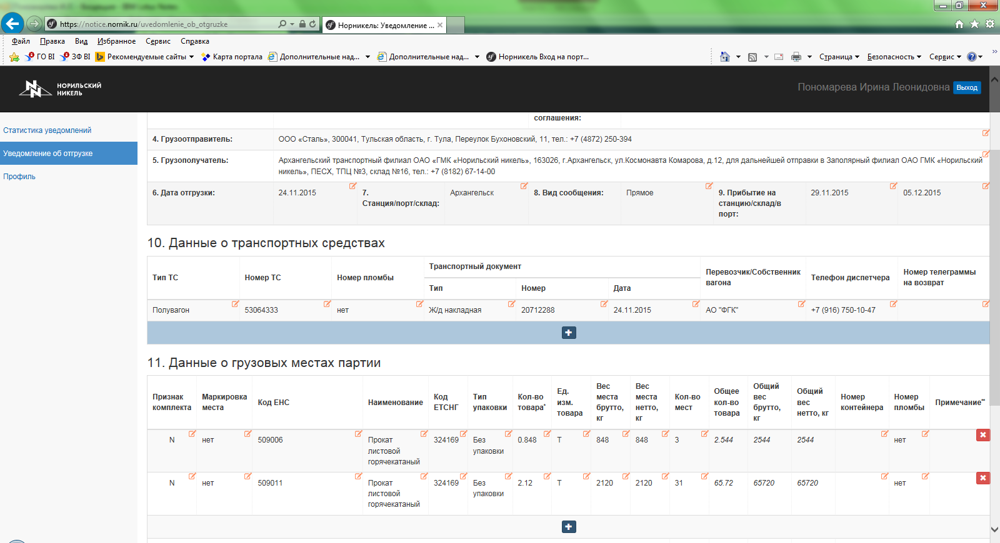 https://notice.nornik.ru/uvedomlenie_ob_otgruzke
Норникель: Уведомление ...
Файл Правка Вид Избранное Сервис Справка
ГО BI ЗФ BI Рекомендуемые сайты Карта портала Дополнительные над... Дополнительные над... Норникель Вход на порт...
Страница Безопасность Сервис
НОРИЛЬСКИЙ
НИКЕЛЬ
Пономарева Ирина Леонидовна Выход
Статистика уведомлений
Уведомление об отгрузке
Профиль
соглашения:
4. Грузоотправитель: ООО «Сталь», 300041, Тульская область, г. Тула, Переулок Бухоновский, 11, тел.: +7 (4872) 250-394
5. Грузополучатель: Архангельский транспортный филиал ОАО «ГМК «Норильский никель», 163026, г.Архангельск, ул.Космонавта Комарова, д.12, для дальнейшей отправки в Заполярный филиал ОАО ГМК «Норильский
никель», ПЕСХ, ТПЦ №3, склад №16, тел.: +7 (8182) 67-14-00
6. Дата отгрузки: 24.11.2015 7. Станция/порт/склад: Архангельск 8. Вид сообщения: Прямое 9. Прибытие на станцию/склад/в порт: 29.11.2015 05.12.2015
10. Данные о транспортных средствах
Тип ТС Номер ТС Номер пломбы Транспортный документ Перевозчик/Собственник вагона Телефон диспетчера Номер телеграммы на возврат
Тип Номер Дата
Полувагон 53064333 нет Ж/д накладная 20712288 24.11.2015 АО "ФГК" +7 (916) 750-10-47
11. Данные о грузовых местах партии
Признак комплекта Маркировка места Код ЕНС Наименование Код ЕТСНГ Тип упаковки Кол-во товара* Ед. изм. товара Вес места брутто, кг Вес места нетто, кг Кол-во мест Общее кол-во товара Общий вес брутто, кг Общий вес нетто, кг Номер контейнера Номер пломбы Примечание**
N нет 509006 Прокат листовой горячекатаный 324169 Без упаковки 0.848 Т 848 848 3 2.544 2544 2544 нет
N нет 509011 Прокат листовой горячекатаный 324169 Без упаковки 2.12 Т 2120 2120 31 65.72 65720 65720 нет